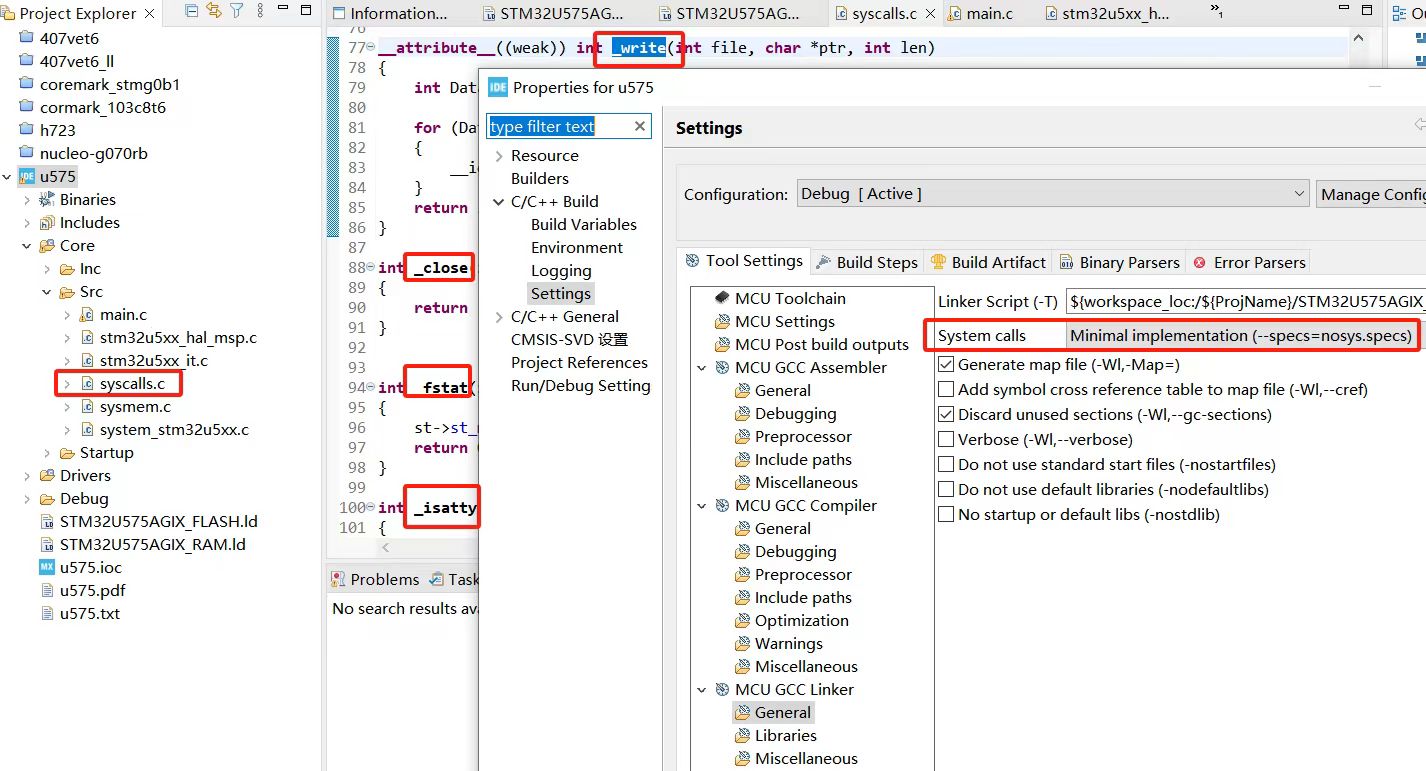 Project Explorer
407vet6
407vet6_ll
coremark_stmg0b1
cormark_103c8t6
h723
nucleo-g070rb
u575
Binaries
Includes
Core
Inc
Src
main.c
stm32u5xx_hal_msp.c
stm32u5xx_it.c
syscalls.c
sysmem.c
system_stm32u5xx.c
Startup
Drivers
Debug
STM32U575AGIX_FLASH.ld
STM32U575AGIX_RAM.ld
u575.ioc
u575.pdf
u575.txt
Information... STM32U575AG... STM32U575AG... syscalls.c main.c stm32u5xx_h... 1
76
77 __attribute__((weak)) int _write(int file, char *ptr, int len)
78 {
79 int Dat
80
81 for (Da
82 {
83 __i
84 }
85 return
86 }
87
88 int _close(
89 {
90 return
91 }
92
93
94 int _fstat(
95 {
96 st->st_
97 return
98 }
99
100 int _isatty
101 {
Problems Task
No search results av
IDE Properties for u575
type filter text
Resource
Builders
C/C++ Build
Build Variables
Environment
Logging
Settings
C/C++ General
CMSIS-SVD 设置
Project References
Run/Debug Setting
Settings
Configuration: Debug [ Active ] Manage Config
Tool Settings Build Steps Build Artifact Binary Parsers Error Parsers
MCU Toolchain
MCU Settings
MCU Post build outputs
MCU GCC Assembler
General
Debugging
Preprocessor
Include paths
Miscellaneous
MCU GCC Compiler
General
Debugging
Preprocessor
Include paths
Optimization
Warnings
Miscellaneous
MCU GCC Linker
General
Libraries
Miscellaneous
Linker Script (-T) ${workspace_loc:/${ProjName}/STM32U575AGIX_
System calls Minimal implementation (--specs=nosys.specs)
Generate map file (-Wl,-Map=)
Add symbol cross reference table to map file (-Wl,--cref)
Discard unused sections (-Wl,--gc-sections)
Verbose (-Wl,--verbose)
Do not use standard start files (-nostartfiles)
Do not use default libraries (-nodefaultlibs)
No startup or default libs (-nostdlib)